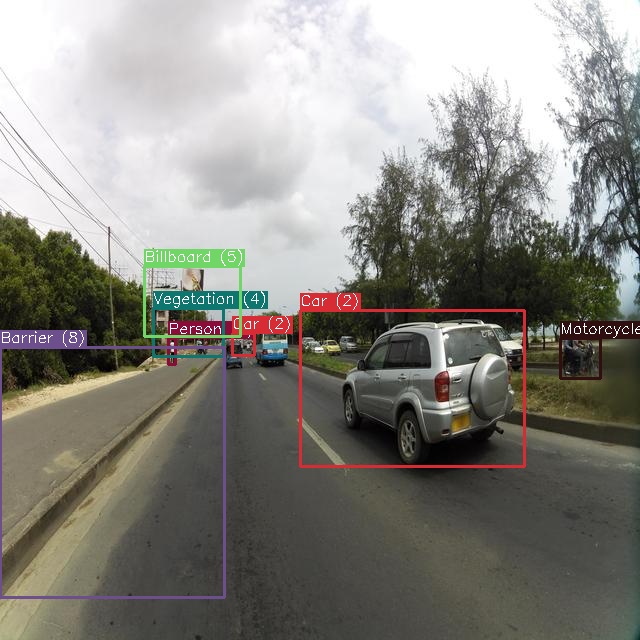 Billboard (5)
Vegetation (4)
Person
Car (2)
Car (2)
Motorcycle
Barrier (8)